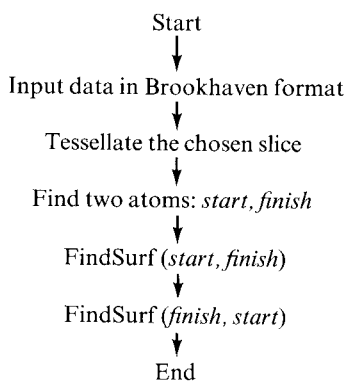 Start
Input data in Brookhaven format
Tessellate the chosen slice
Find two atoms: start, finish
FindSurf (start, finish)
FindSurf (finish, start)
End